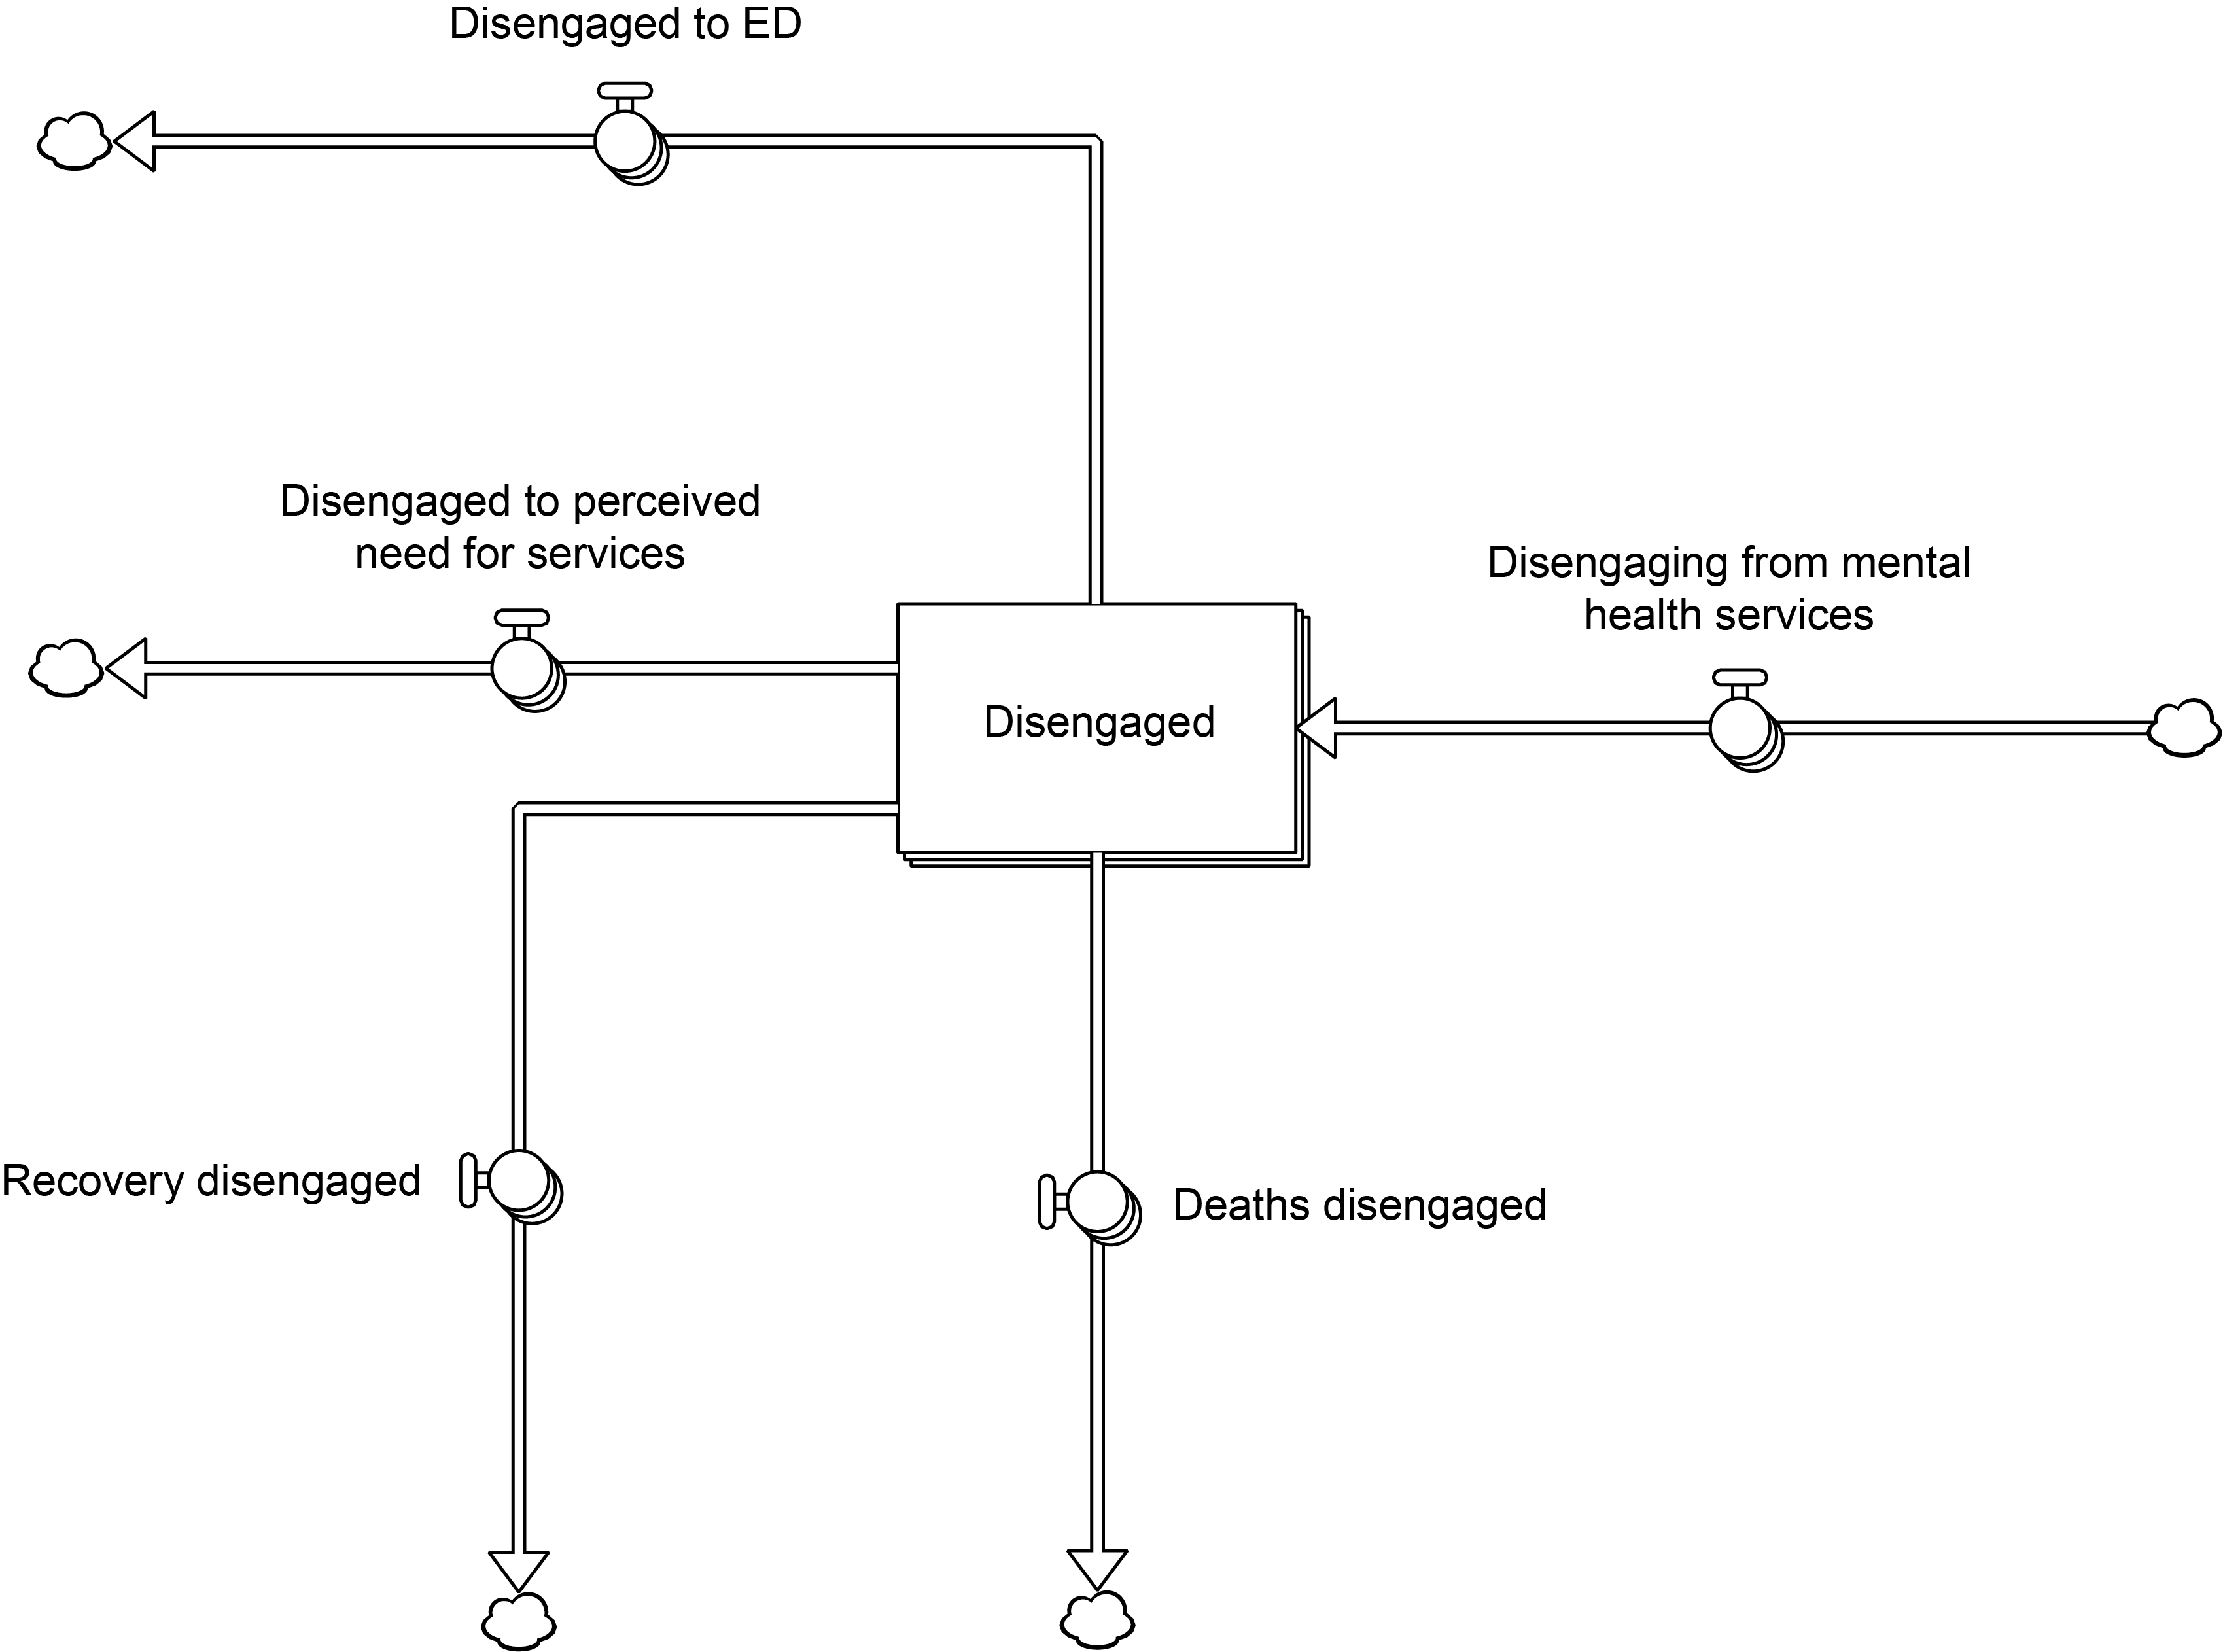 Disengaged to ED
Disengaged to perceived
need for services
Disengaging from mental
health services
Disengaged
Recovery disengaged
Deaths disengaged